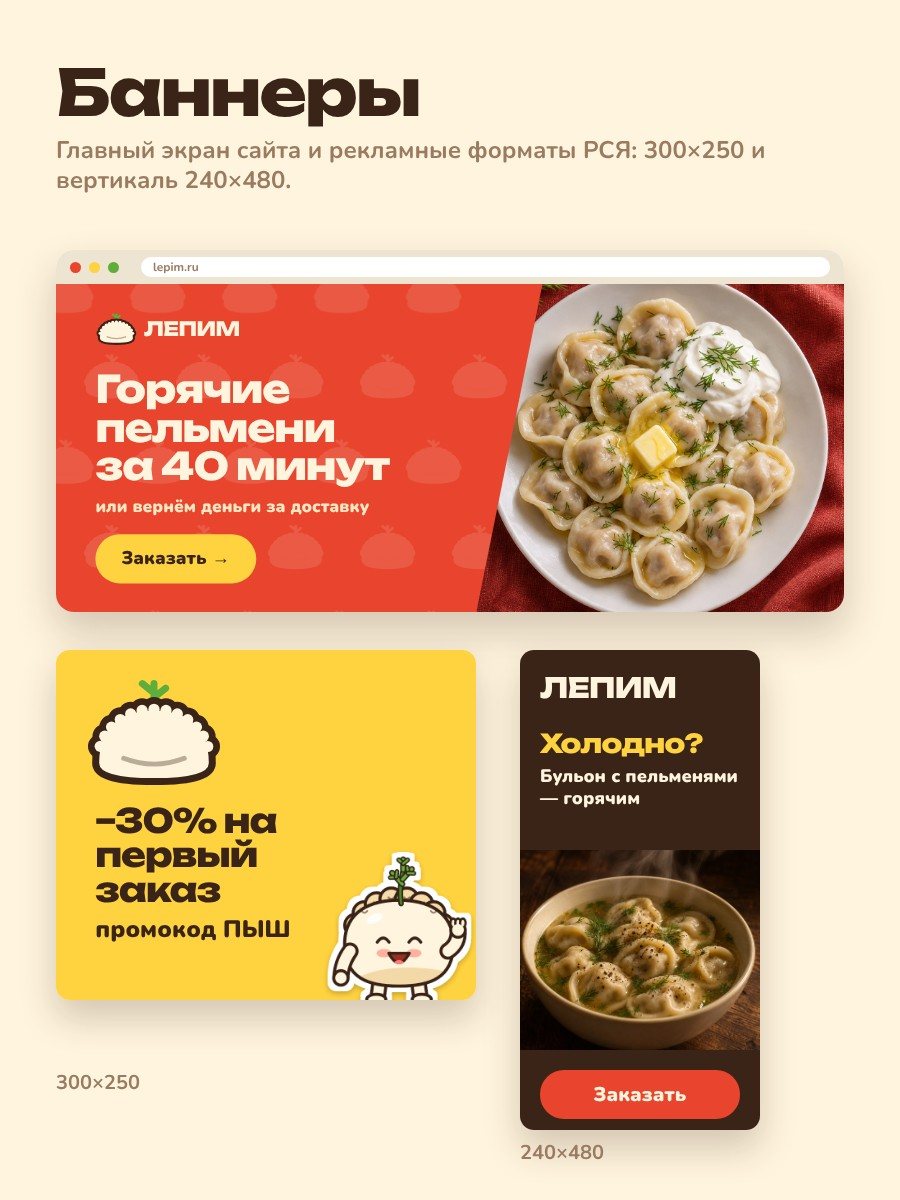 Баннеры
Главный экран сайта и рекламные форматы РСЯ: 300×250 и
вертикаль 240×480.
lepim.ru
ЛЕПИМ
Горячие
пельмени
за 40 минут
или вернём деньги за доставку
Заказать →
–30% на
первый
заказ
промокод ПЫШ
300×250
ЛЕПИМ
Холодно?
Бульон с пельменями
— горячим
Заказать
240×480